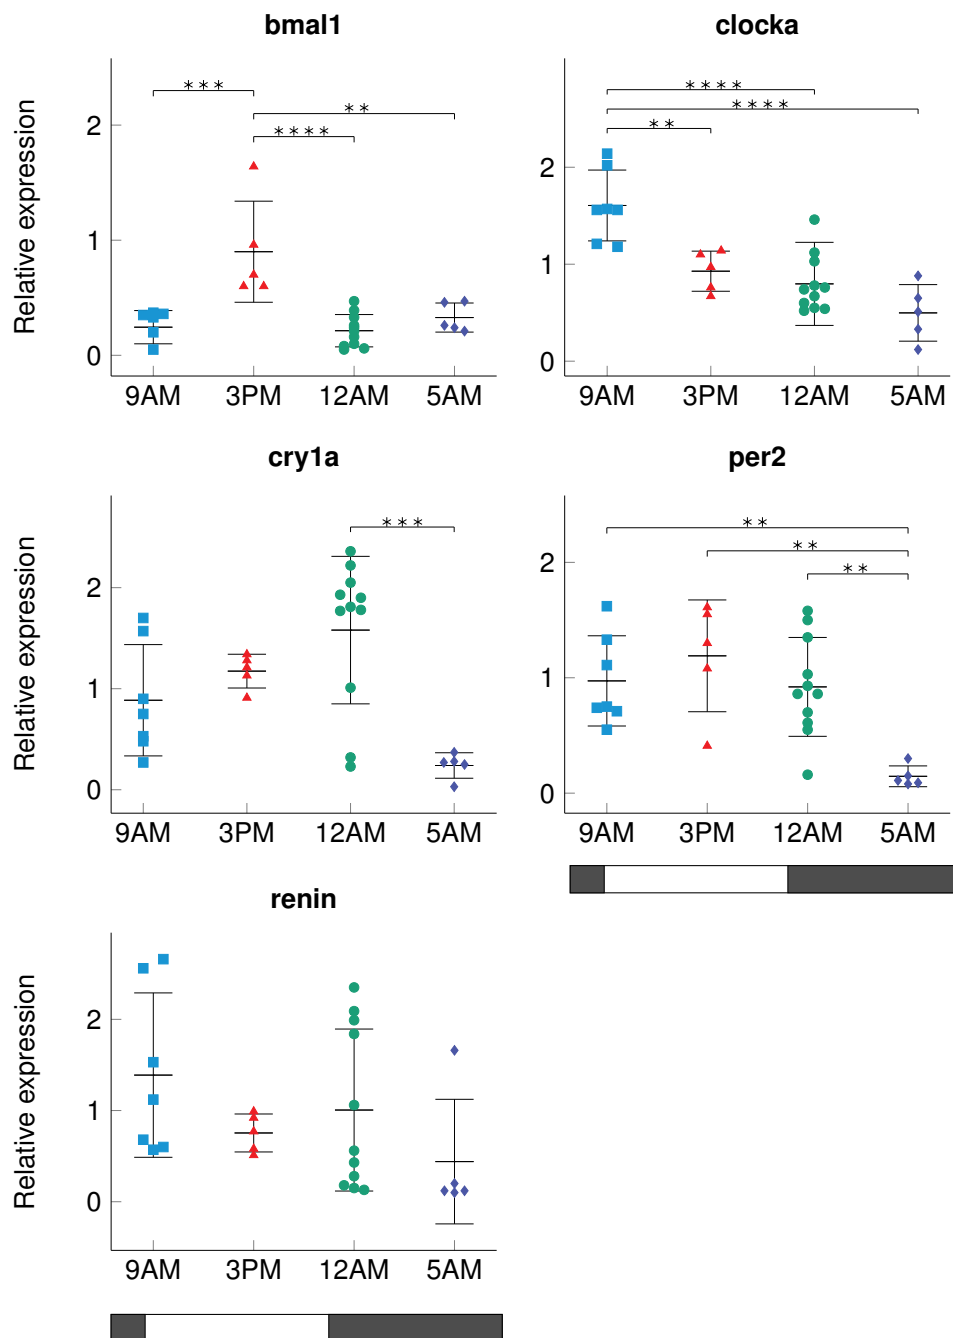 bmal1
Relative expression
2
1
0
***
**
****
9AM 3PM 12AM 5AM
clocka
2
1
0
****
****
**
9AM 3PM 12AM 5AM
cry1a
Relative expression
2
1
0
***
9AM 3PM 12AM 5AM
per2
2
1
0
**
**
**
9AM 3PM 12AM 5AM
renin
Relative expression
2
1
0
9AM 3PM 12AM 5AM